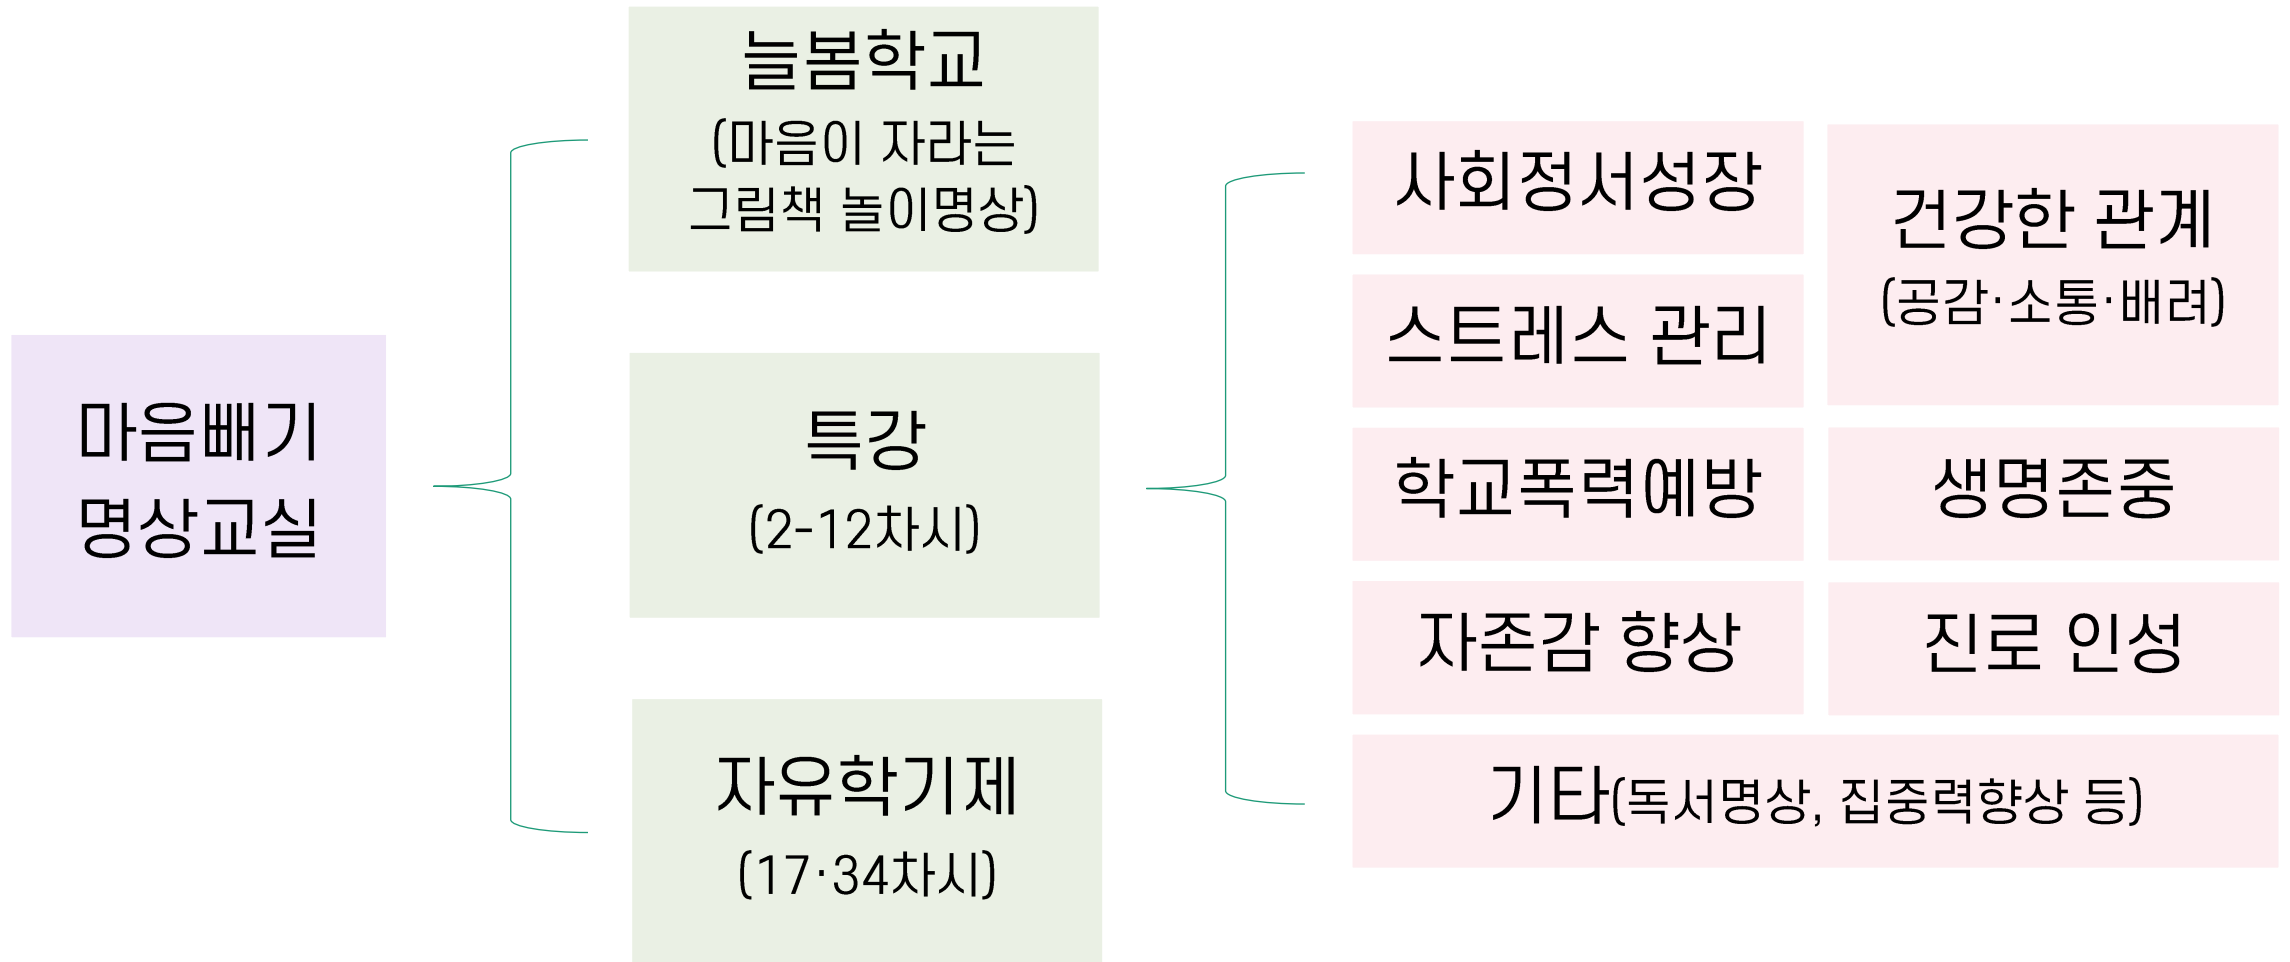 마음빼기
명상교실
늘봄학교
(마음이 자라는
그림책 놀이명상)
특강
(2-12차시)
자유학기제
(17·34차시)
사회정서성장
스트레스 관리
학교폭력예방
자존감 향상
건강한 관계
(공감·소통·배려)
생명존중
진로 인성
기타(독서명상, 집중력향상 등)